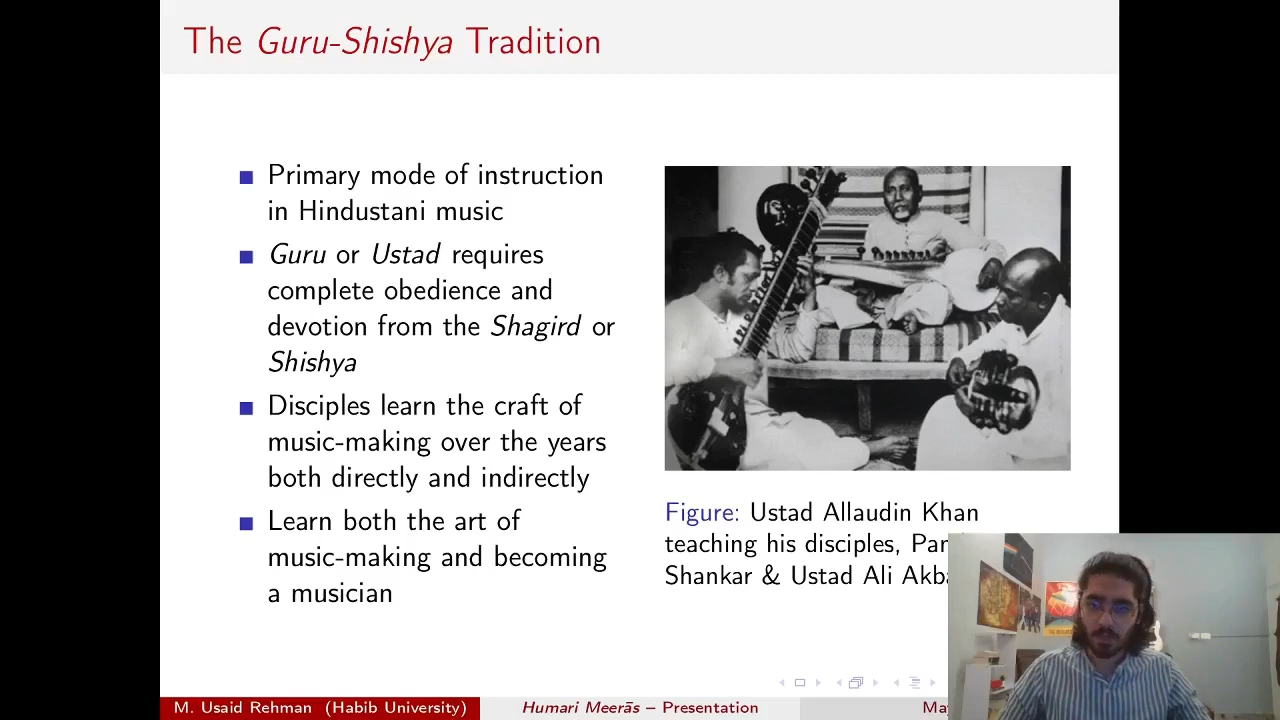 The Guru-Shishya Tradition
Primary mode of instruction
in Hindustani music
Guru or Ustad requires
complete obedience and
devotion from the Shagird or
Shishya
Disciples learn the craft of
music-making over the years
both directly and indirectly
Learn both the art of
music-making and becoming
a musician
Figure: Ustad Allaudin Khan
teaching his disciples,
Shankar & Ustad Ali
M. Usaid Rehman (Habib University)
Humari Meerās – Presentation